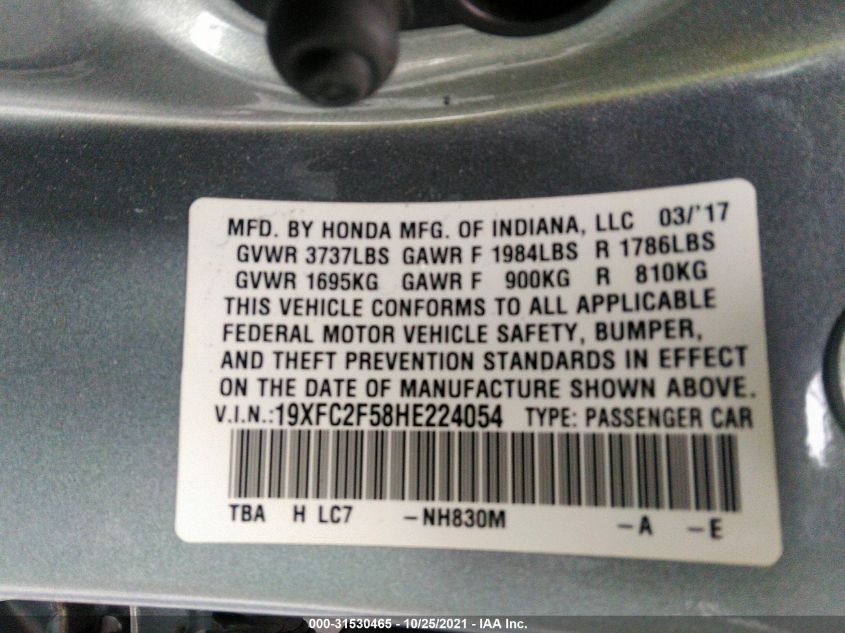 MFD. BY HONDA MFG. OF INDIANA, LLC 03/'17
GVWR 3737LBS GAWR F 1984LBS R 1786LBS
GVWR 1695KG GAWR F 900KG R 810KG
THIS VEHICLE CONFORMS TO ALL APPLICABLE
FEDERAL MOTOR VEHICLE SAFETY, BUMPER,
AND THEFT PREVENTION STANDARDS IN EFFECT
ON THE DATE OF MANUFACTURE SHOWN ABOVE.
V.I.N.:19XFC2F58HE224054 TYPE: PASSENGER CAR
TBA H LC7 -NH830M -A -E
000-31530465 - 10/25/2021 - IAA Inc.